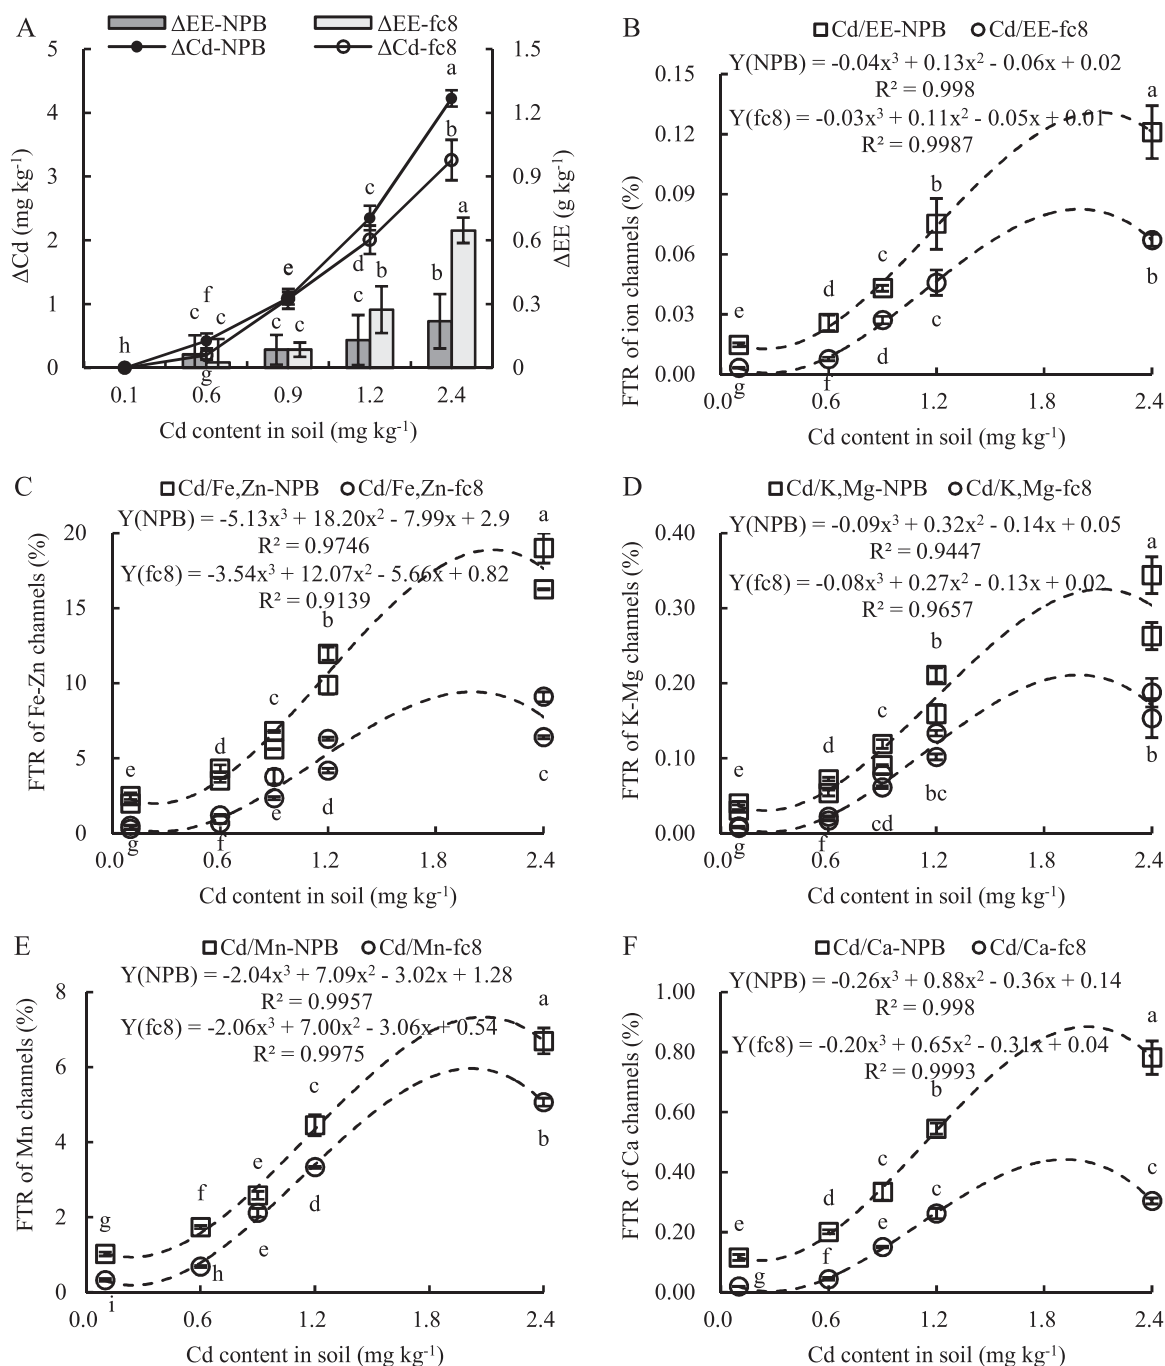 A
ΔEE-NPB ΔEE-fc8
ΔCd-NPB ΔCd-fc8
5 1.5
4 1.2
3 0.9
2 0.6
1 0.3
0 0
ΔCd (mg kg⁻¹)
ΔEE (g kg⁻¹)
h
c f c g
c e c
c d c b
a b b a
0.1 0.6 0.9 1.2 2.4
Cd content in soil (mg kg⁻¹)
B
Cd/EE-NPB Cd/EE-fc8
Y(NPB) = -0.04x³ + 0.13x² - 0.06x + 0.02
R² = 0.998
Y(fc8) = -0.03x³ + 0.11x² - 0.05x + 0.01
R² = 0.9987
FTR of ion channels (%)
0.15
0.12
0.09
0.06
0.03
0.00
e d c b a
g f d c b
0.0 0.6 1.2 1.8 2.4
Cd content in soil (mg kg⁻¹)
C
Cd/Fe,Zn-NPB Cd/Fe,Zn-fc8
Y(NPB) = -5.13x³ + 18.20x² - 7.99x + 2.9
R² = 0.9746
Y(fc8) = -3.54x³ + 12.07x² - 5.66x + 0.82
R² = 0.9139
FTR of Fe-Zn channels (%)
20
15
10
5
0
e d c b a
g f e d c
0.0 0.6 1.2 1.8 2.4
Cd content in soil (mg kg⁻¹)
D
Cd/K,Mg-NPB Cd/K,Mg-fc8
Y(NPB) = -0.09x³ + 0.32x² - 0.14x + 0.05
R² = 0.9447
Y(fc8) = -0.08x³ + 0.27x² - 0.13x + 0.02
R² = 0.9657
FTR of K-Mg channels (%)
0.40
0.30
0.20
0.10
0.00
e d c b a
g f cd bc b
0.0 0.6 1.2 1.8 2.4
Cd content in soil (mg kg⁻¹)
E
Cd/Mn-NPB Cd/Mn-fc8
Y(NPB) = -2.04x³ + 7.09x² - 3.02x + 1.28
R² = 0.9957
Y(fc8) = -2.06x³ + 7.00x² - 3.06x + 0.54
R² = 0.9975
FTR of Mn channels (%)
8
6
4
2
0
g f e c a
i h e d b
0.0 0.6 1.2 1.8 2.4
Cd content in soil (mg kg⁻¹)
F
Cd/Ca-NPB Cd/Ca-fc8
Y(NPB) = -0.26x³ + 0.88x² - 0.36x + 0.14
R² = 0.998
Y(fc8) = -0.20x³ + 0.65x² - 0.31x + 0.04
R² = 0.9993
FTR of Ca channels (%)
1.00
0.80
0.60
0.40
0.20
0.00
e d c b a
g f e c c
0.0 0.6 1.2 1.8 2.4
Cd content in soil (mg kg⁻¹)